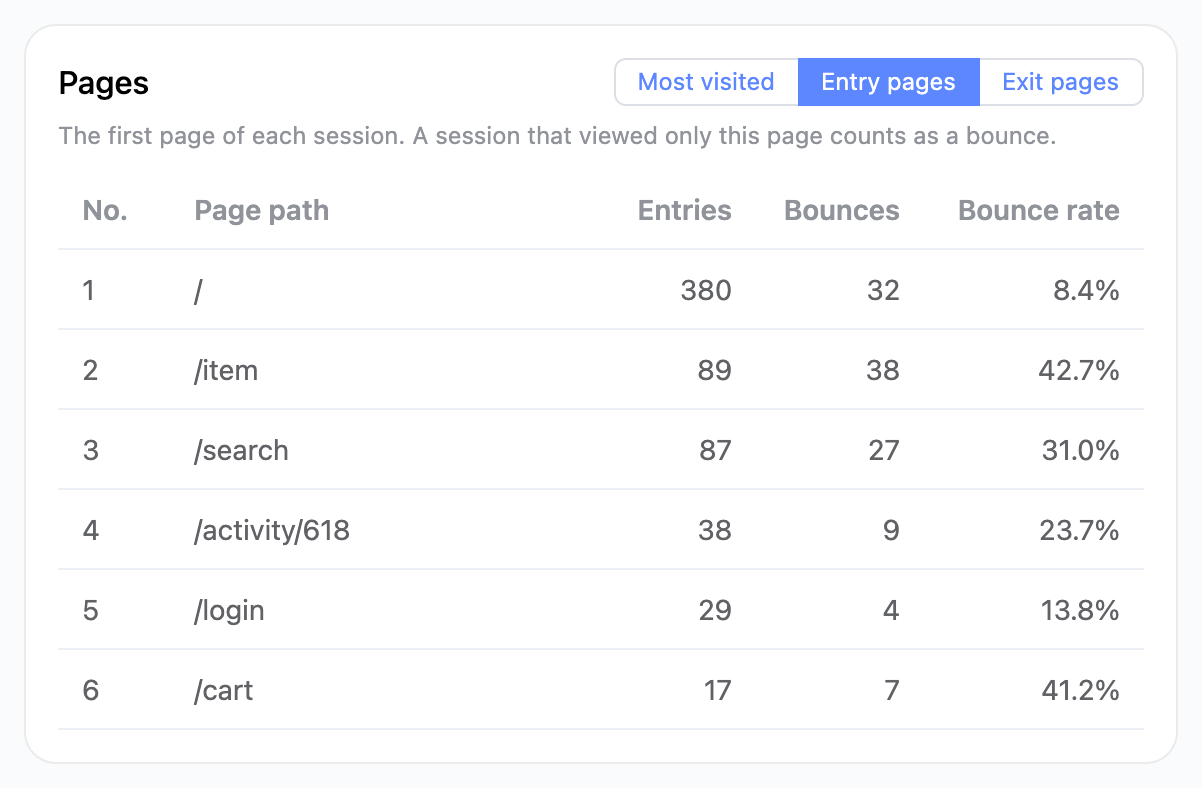 Pages
Most visited Entry pages Exit pages
The first page of each session. A session that viewed only this page counts as a bounce.
No. Page path Entries Bounces Bounce rate
1 / 380 32 8.4%
2 /item 89 38 42.7%
3 /search 87 27 31.0%
4 /activity/618 38 9 23.7%
5 /login 29 4 13.8%
6 /cart 17 7 41.2%